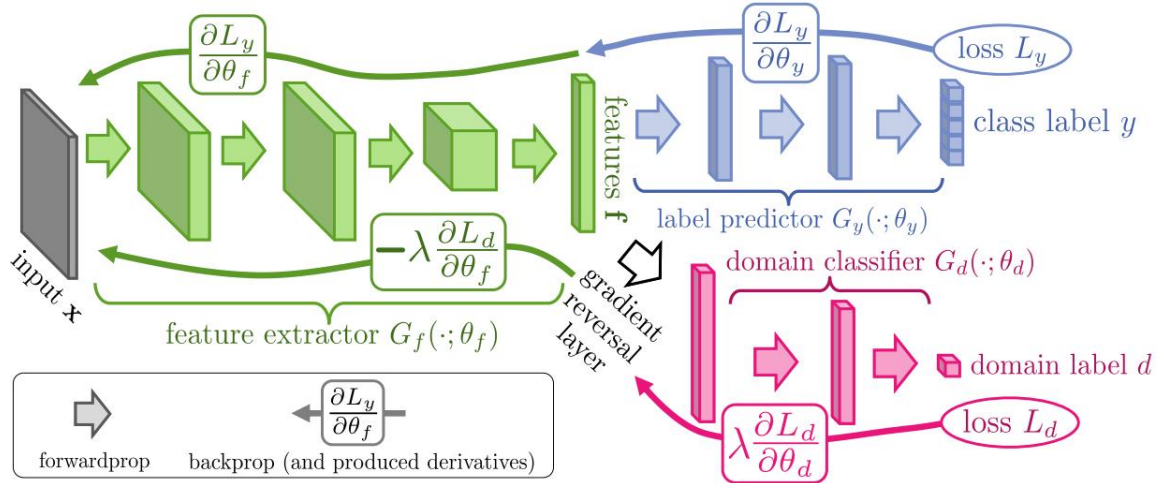 ∂L_y/∂θ_f
∂L_y/∂θ_y
loss L_y
input x
features f
class label y
label predictor G_y(·; θ_y)
−λ ∂L_d/∂θ_f
feature extractor G_f(·; θ_f)
gradient
reversal
layer
domain classifier G_d(·; θ_d)
domain label d
loss L_d
λ ∂L_d/∂θ_d
forwardprop
∂L_y/∂θ_f
backprop (and produced derivatives)